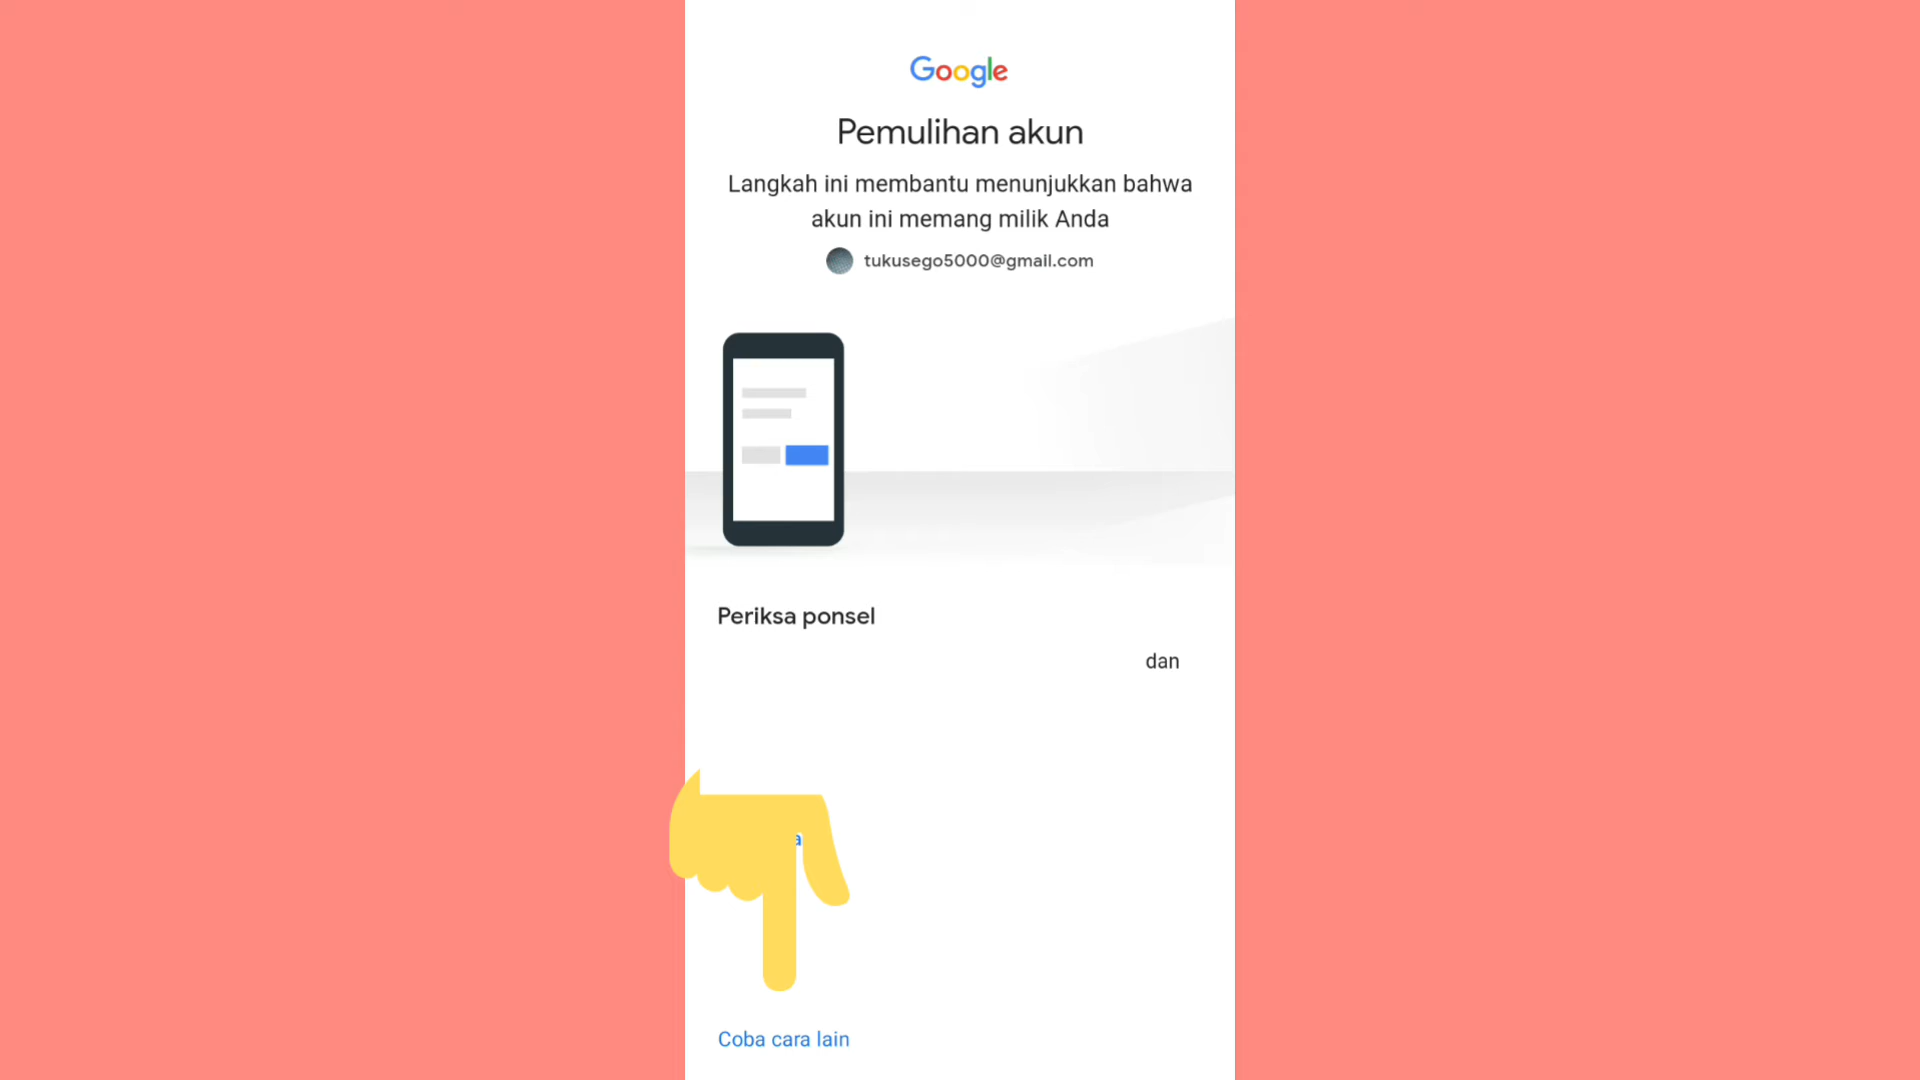 Google
Pemulihan akun
Langkah ini membantu menunjukkan bahwa
akun ini memang milik Anda
tukusego5000@gmail.com
Periksa ponsel
dan
a
Coba cara lain